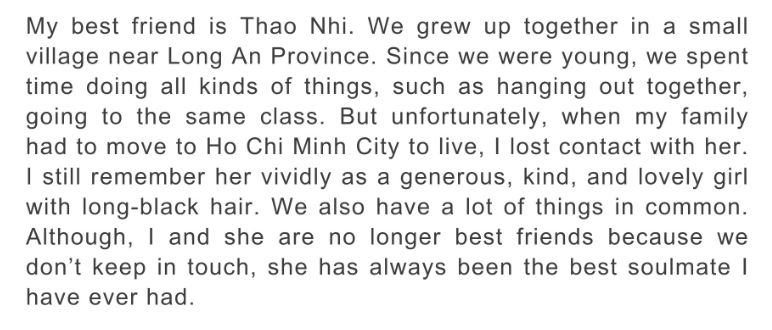 My best friend is Thao Nhi. We grew up together in a small
village near Long An Province. Since we were young, we spent
time doing all kinds of things, such as hanging out together,
going to the same class. But unfortunately, when my family
had to move to Ho Chi Minh City to live, I lost contact with her.
I still remember her vividly as a generous, kind, and lovely girl
with long-black hair. We also have a lot of things in common.
Although, I and she are no longer best friends because we
don’t keep in touch, she has always been the best soulmate I
have ever had.